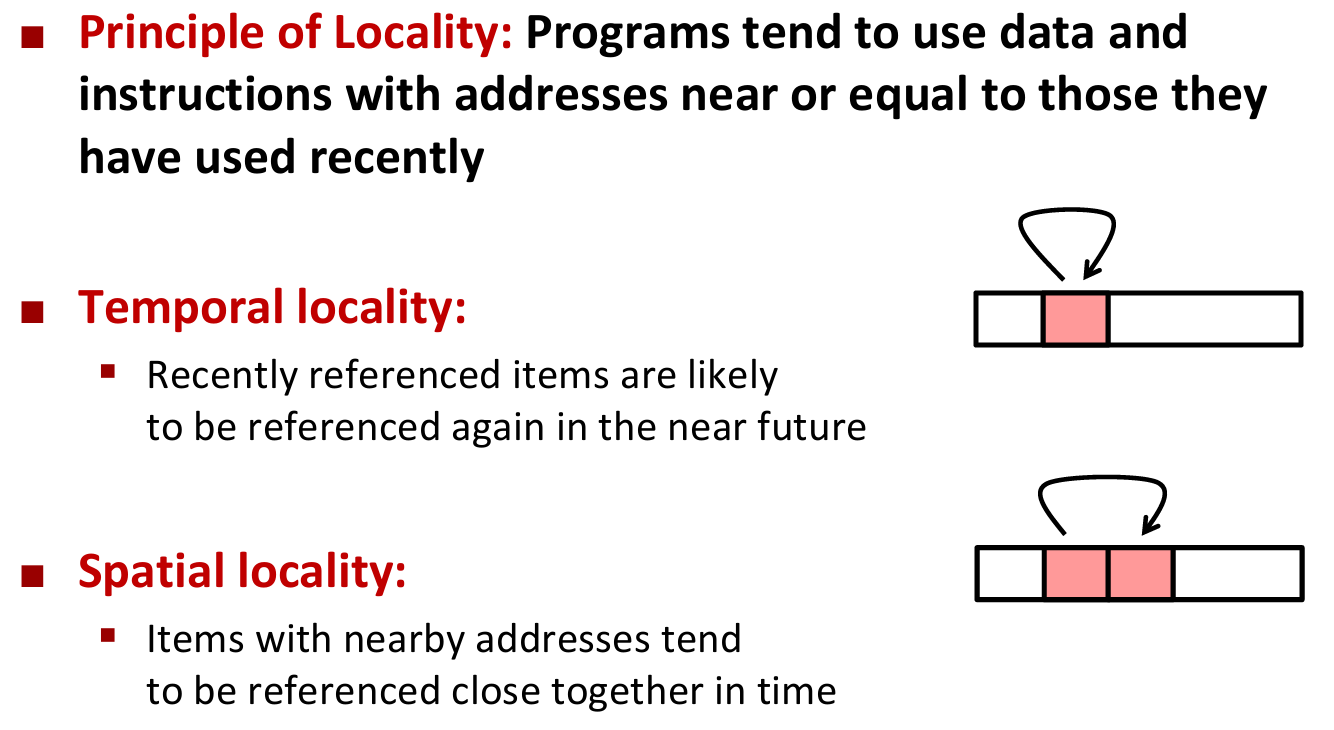 Principle of Locality: Programs tend to use data and
instructions with addresses near or equal to those they
have used recently
Temporal locality:
Recently referenced items are likely
to be referenced again in the near future
Spatial locality:
Items with nearby addresses tend
to be referenced close together in time